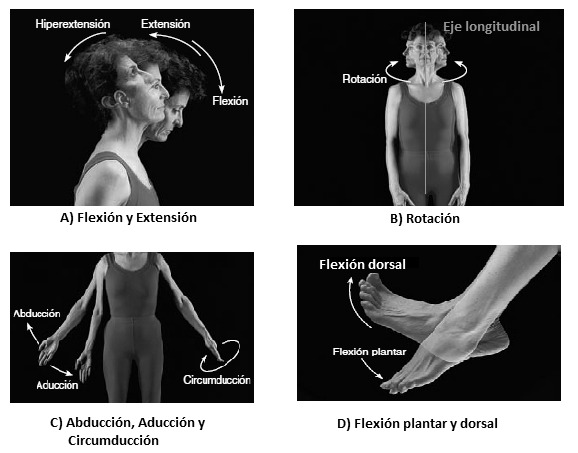 Hiperextensión
Extensión
Flexión
A) Flexión y Extensión
Eje longitudinal
Rotación
B) Rotación
Abducción
Aducción
Circumducción
C) Abducción, Aducción y
Circumducción
Flexión dorsal
Flexión plantar
D) Flexión plantar y dorsal